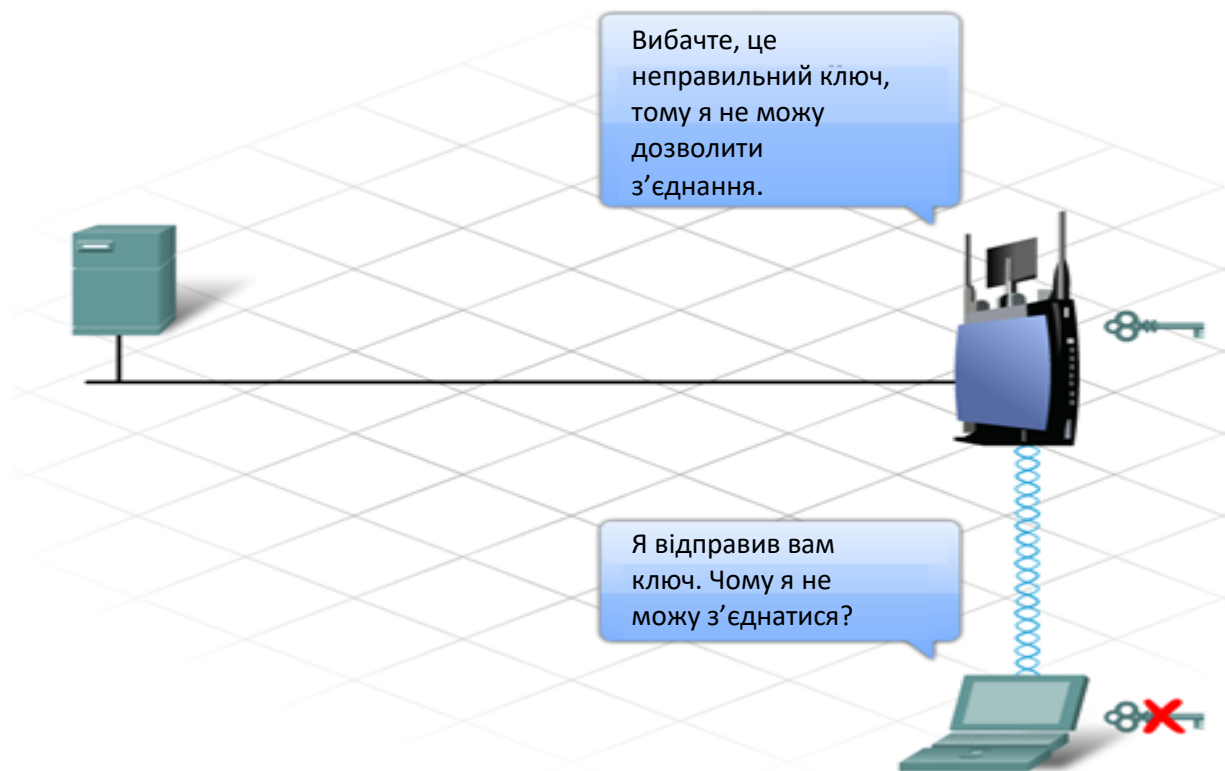 Вибачте, це
неправильний ключ,
тому я не можу
дозволити
з’єднання.
Я відправив вам
ключ. Чому я не
можу з’єднатися?